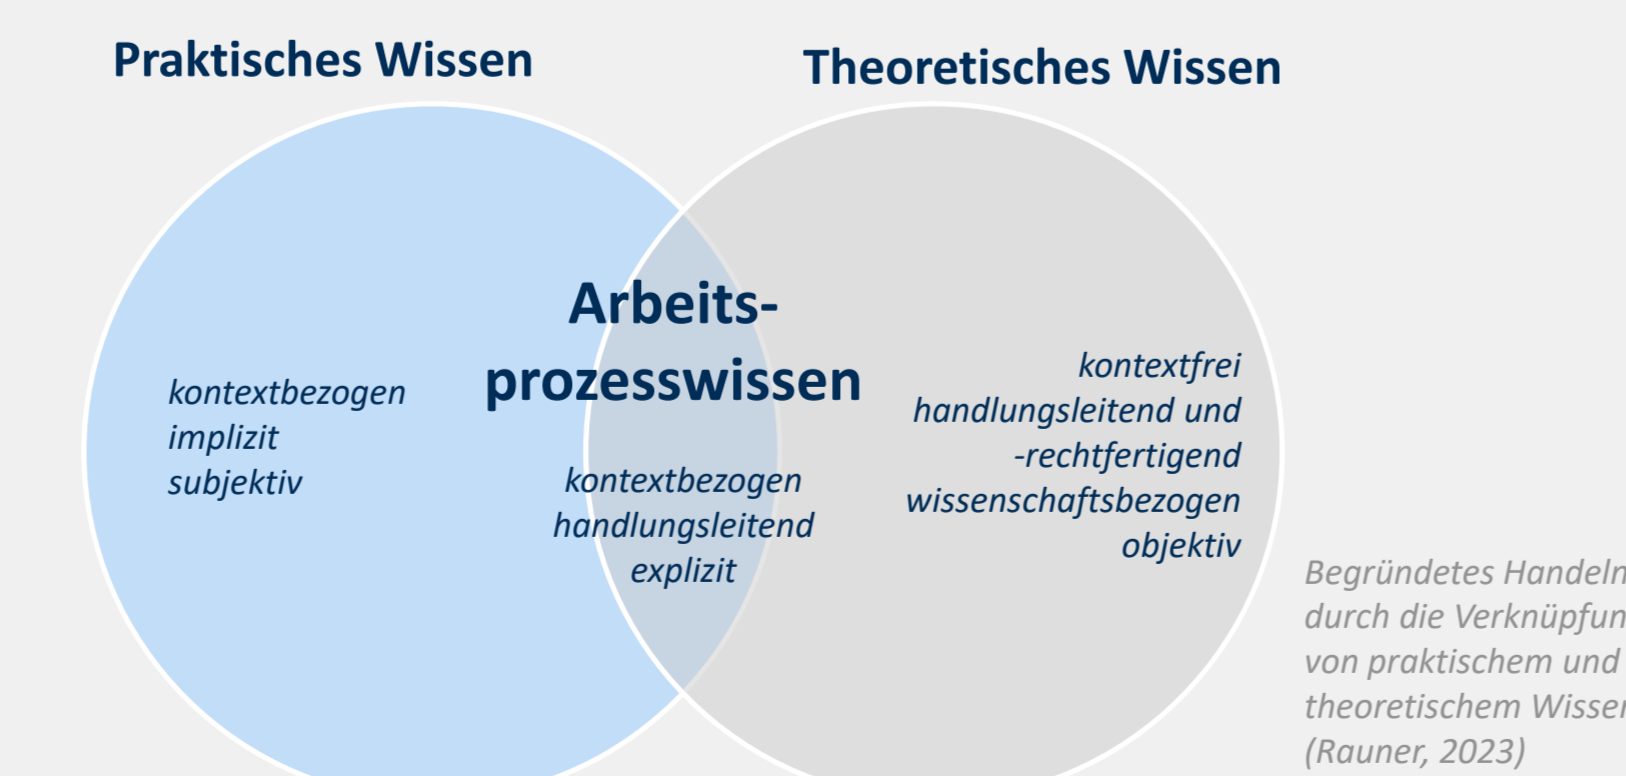 Praktisches Wissen
Theoretisches Wissen
Arbeits-
prozesswissen
kontextbezogen
implizit
subjektiv
kontextbezogen
handlungsleitend
explizit
kontextfrei
handlungsleitend und
-rechtfertigend
wissenschaftsbezogen
objektiv
Begründetes Handeln
durch die Verknüpfun
von praktischem und
theoretischem Wissen
(Rauner, 2023)